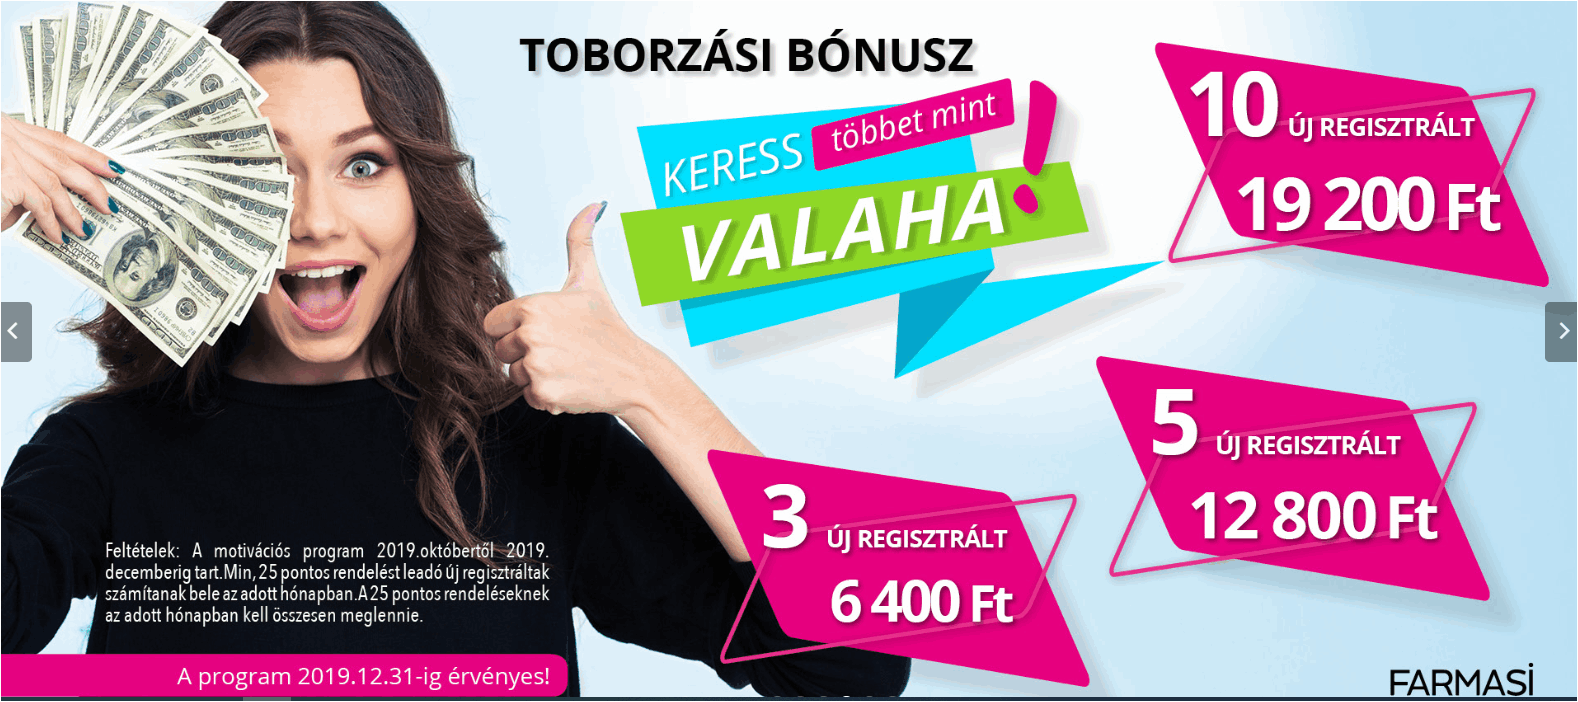 TOBORZÁSI BÓNUSZ
KERESS többet mint
VALAHA!
10 ÚJ REGISZTRÁLT
19 200 Ft
5 ÚJ REGISZTRÁLT
12 800 Ft
3 ÚJ REGISZTRÁLT
6 400 Ft
Feltételek: A motivációs program 2019.októbertől 2019.
decemberig tart.Min, 25 pontos rendelést leadó új regisztráltak
számítanak bele az adott hónapban.A 25 pontos rendeléseknek
az adott hónapban kell összesen meglennie.
A program 2019.12.31-ig érvényes!
FARMASİ